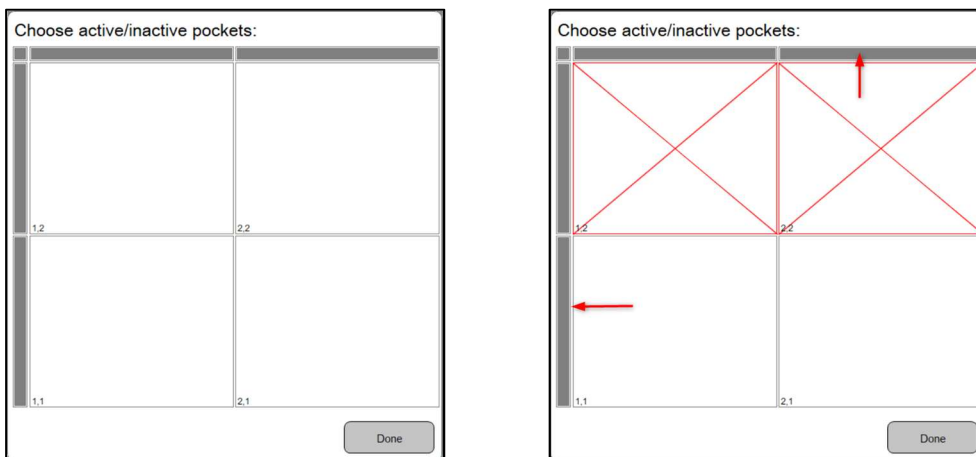 Choose active/inactive pockets:
1,2 2,2
1,1 2,1
Done
Choose active/inactive pockets:
1,2 2,2
1,1 2,1
Done